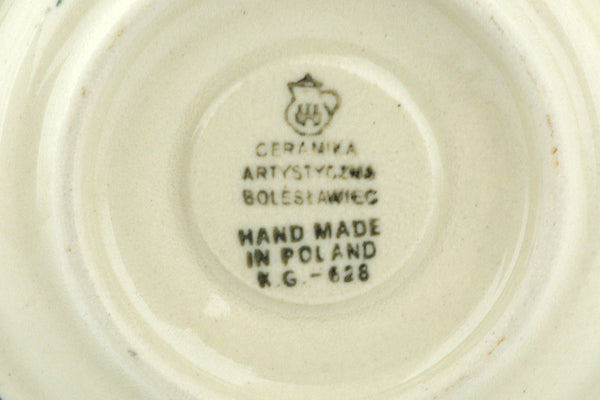 CERAMIKA
ARTYSTYCZNA
BOLESŁAWIEC
HAND MADE
IN POLAND
K.G.-628